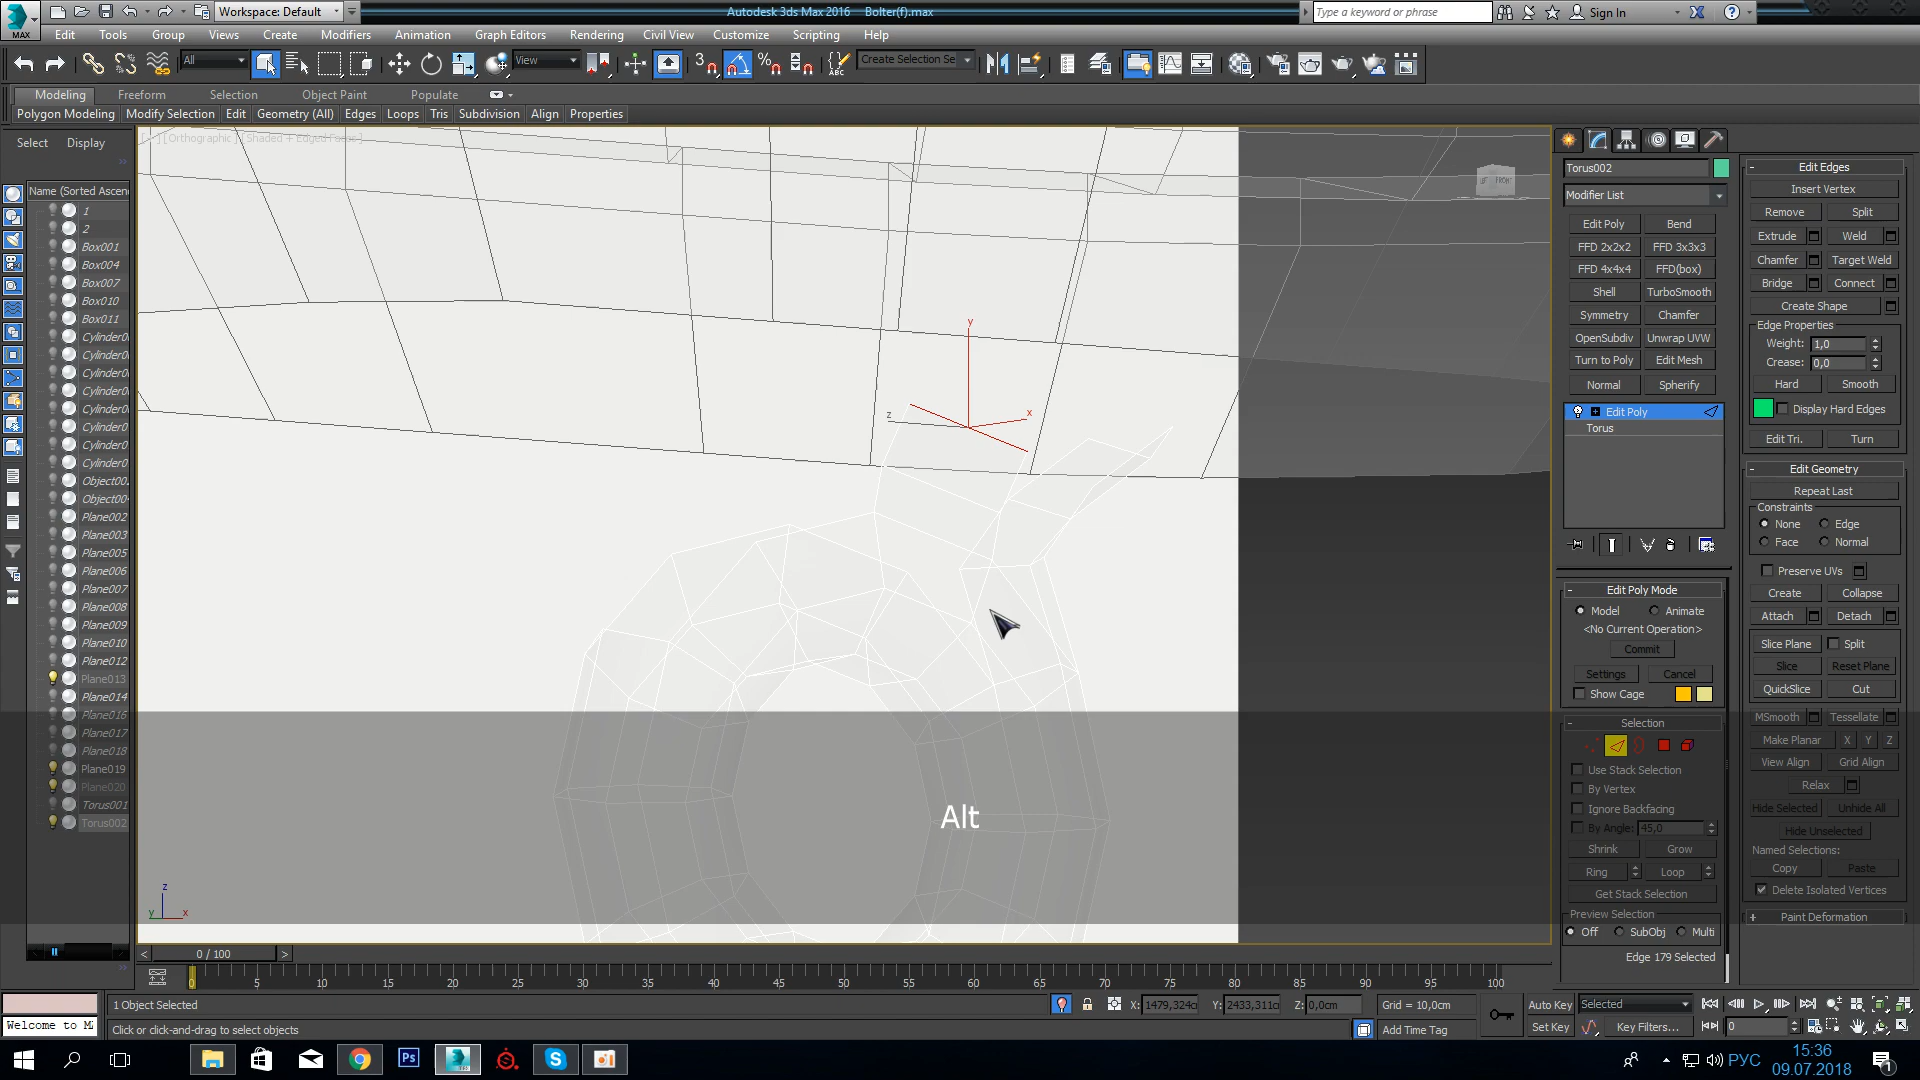 Workspace: Default
Autodesk 3ds Max 2016 Bolter(f).max
Type a keyword or phrase
Sign In
MAX
Edit Tools Group Views Create Modifiers Animation Graph Editors Rendering Civil View Customize Scripting Help
All
View
Create Selection Se
Modeling Freeform Selection Object Paint Populate
Polygon Modeling Modify Selection Edit Geometry (All) Edges Loops Tris Subdivision Align Properties
Select Display
Name (Sorted Ascen
1
2
Box001
Box004
Box007
Box010
Box011
Cylinder0
Cylinder0
Cylinder0
Cylinder0
Cylinder0
Cylinder0
Cylinder0
Cylinder0
Object00
Object00
Plane002
Plane003
Plane005
Plane006
Plane007
Plane008
Plane009
Plane010
Plane012
Plane013
Plane014
Plane016
Plane017
Plane018
Plane019
Plane020
Torus001
Torus002
[Orthographic] [Shaded + Edged Faces]
FRONT
y
z
x
Alt
z
y
x
Torus002
Modifier List
Edit Poly Bend
FFD 2x2x2 FFD 3x3x3
FFD 4x4x4 FFD(box)
Shell TurboSmooth
Symmetry Chamfer
OpenSubdiv Unwrap UVW
Turn to Poly Edit Mesh
Normal Spherify
Edit Poly
Torus
Edit Poly Mode
Model Animate
<No Current Operation>
Commit
Settings Cancel
Show Cage
Selection
Use Stack Selection
By Vertex
Ignore Backfacing
By Angle: 45,0
Shrink Grow
Ring Loop
Get Stack Selection
Preview Selection
Off SubObj Multi
Edge 179 Selected
Edit Edges
Insert Vertex
Remove Split
Extrude Weld
Chamfer Target Weld
Bridge Connect
Create Shape
Edge Properties
Weight: 1,0
Crease: 0,0
Hard Smooth
Display Hard Edges
Edit Tri. Turn
Edit Geometry
Repeat Last
Constraints
None Edge
Face Normal
Preserve UVs
Create Collapse
Attach Detach
Slice Plane Split
Slice Reset Plane
QuickSlice Cut
MSmooth Tessellate
Make Planar X Y Z
View Align Grid Align
Relax
Hide Selected Unhide All
Hide Unselected
Named Selections:
Copy Paste
Delete Isolated Vertices
Paint Deformation
0 / 100
0 5 10 15 20 25 30 35 40 45 50 55 60 65 70 75 80 85 90 95 100
1 Object Selected
X: 1479,324c Y: 2433,311c Z: 0,0cm Grid = 10,0cm
Auto Key Selected
Welcome to M
Click or click-and-drag to select objects
Add Time Tag
Set Key Key Filters... 0
РУС
15:36
09.07.2018
1